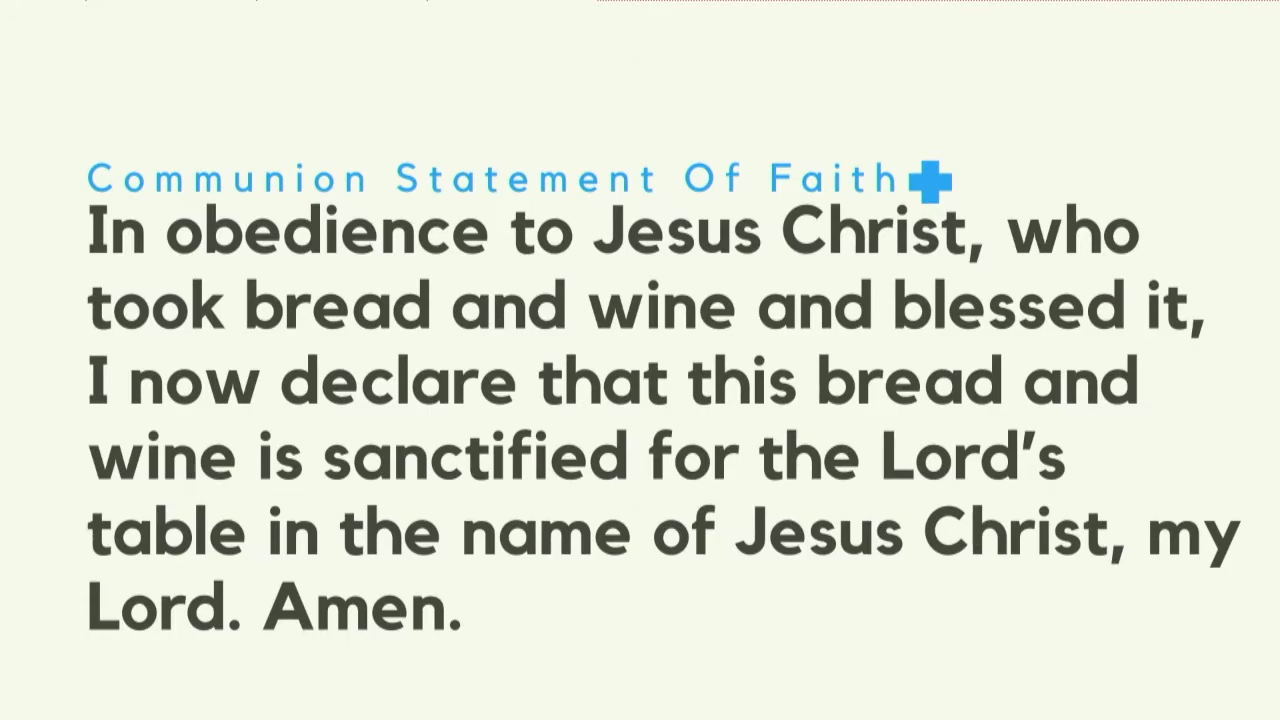 Communion Statement Of Faith
In obedience to Jesus Christ, who
took bread and wine and blessed it,
I now declare that this bread and
wine is sanctified for the Lord’s
table in the name of Jesus Christ, my
Lord. Amen.